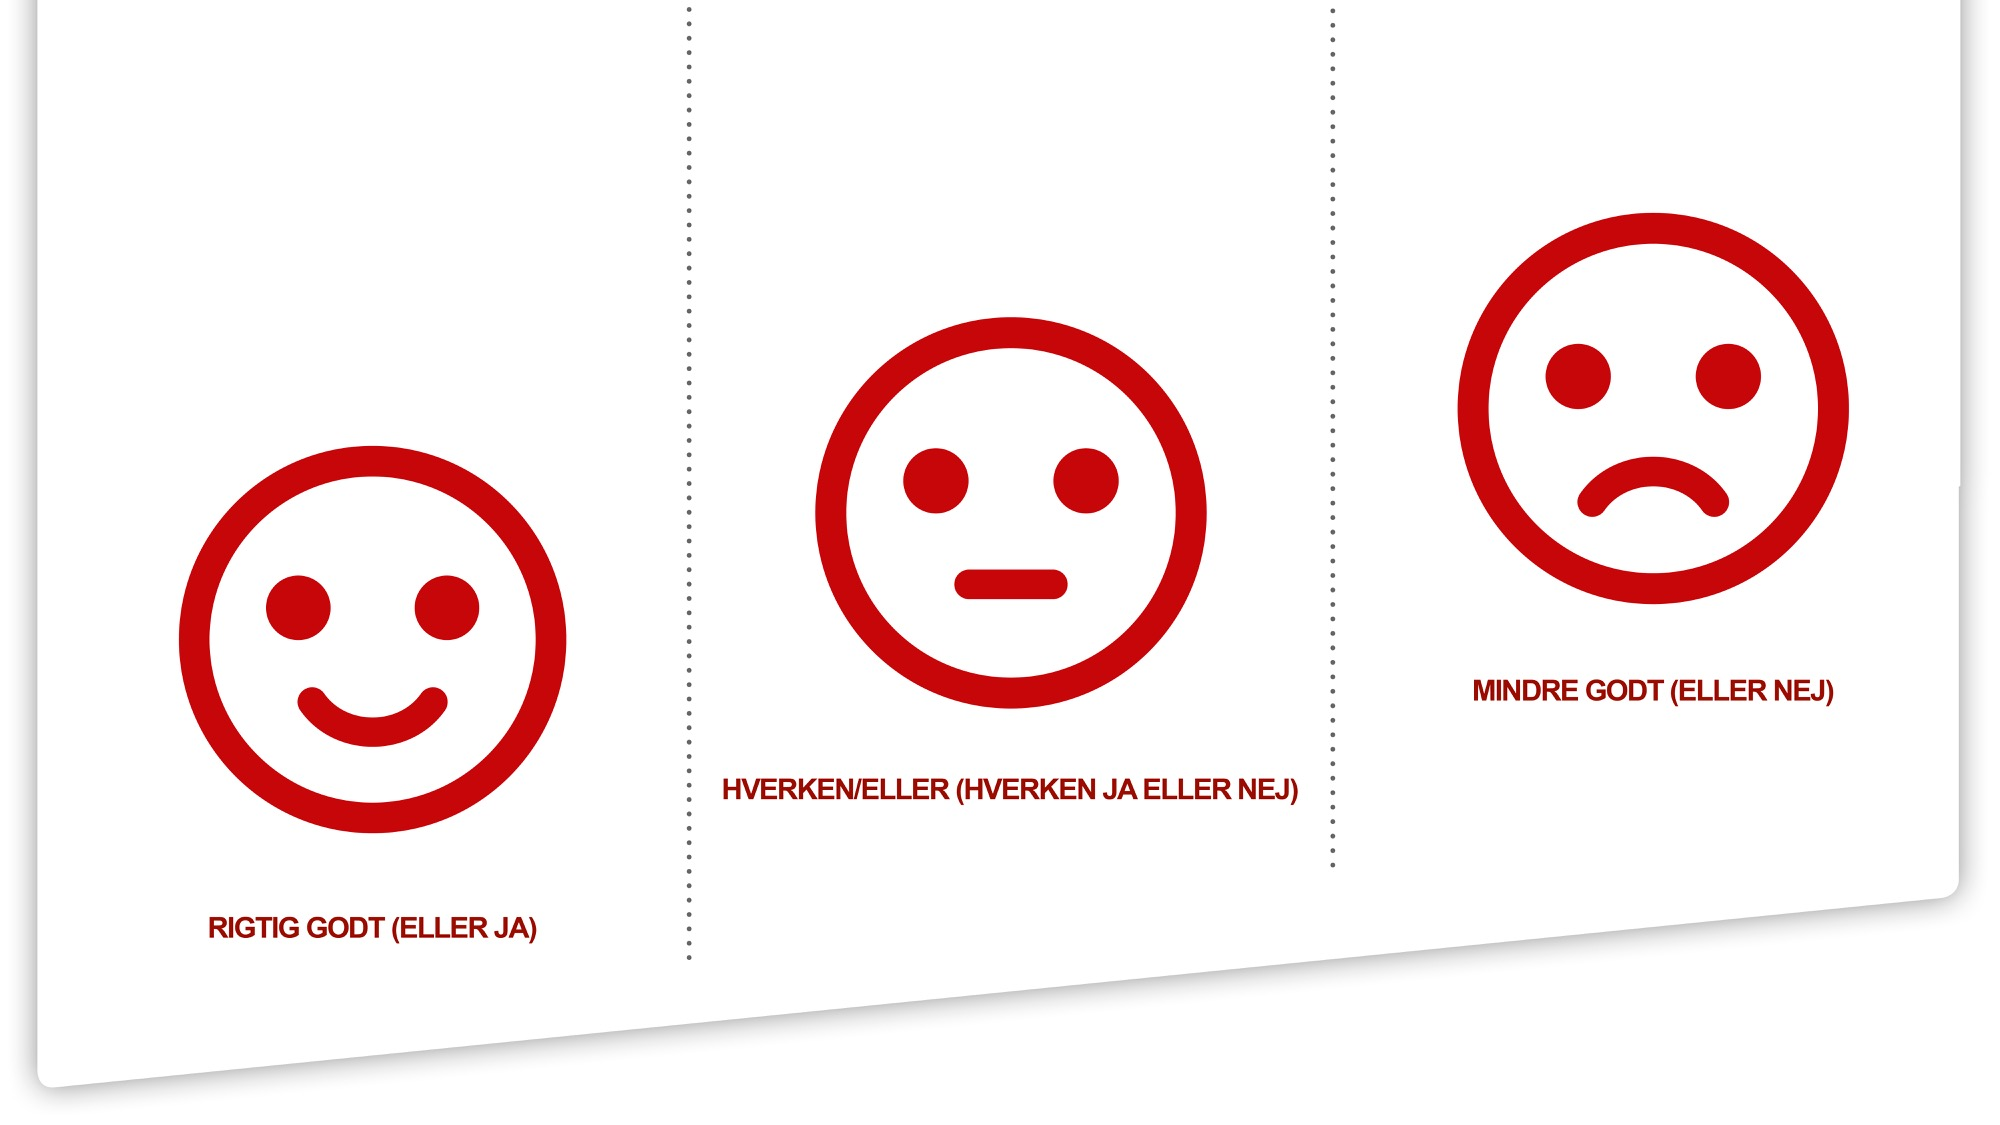 RIGTIG GODT (ELLER JA)
HVERKEN/ELLER (HVERKEN JA ELLER NEJ)
MINDRE GODT (ELLER NEJ)